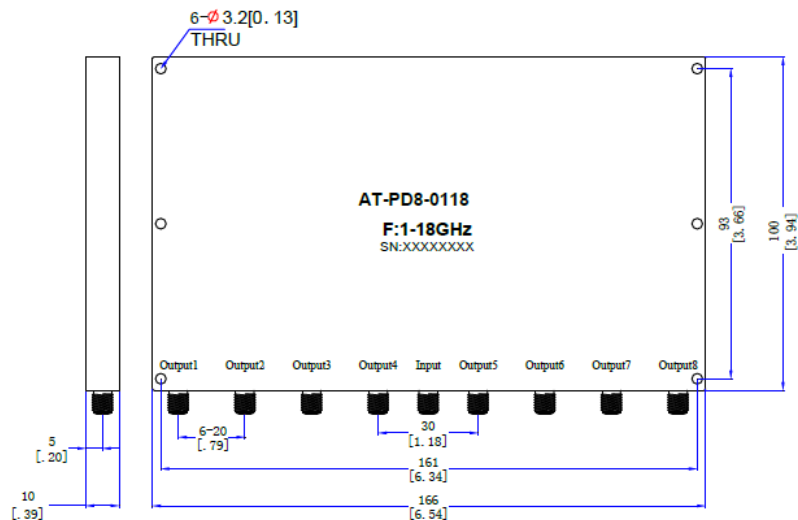 6-Ø3.2[0.13]
THRU
AT-PD8-0118
F:1-18GHz
SN:XXXXXXXX
93
[3.66]
100
[3.94]
Output1 Output2 Output3 Output4 Input Output5 Output6 Output7 Output8
6-20
[.79]
30
[1.18]
5
[.20]
161
[6.34]
10
[.39]
166
[6.54]